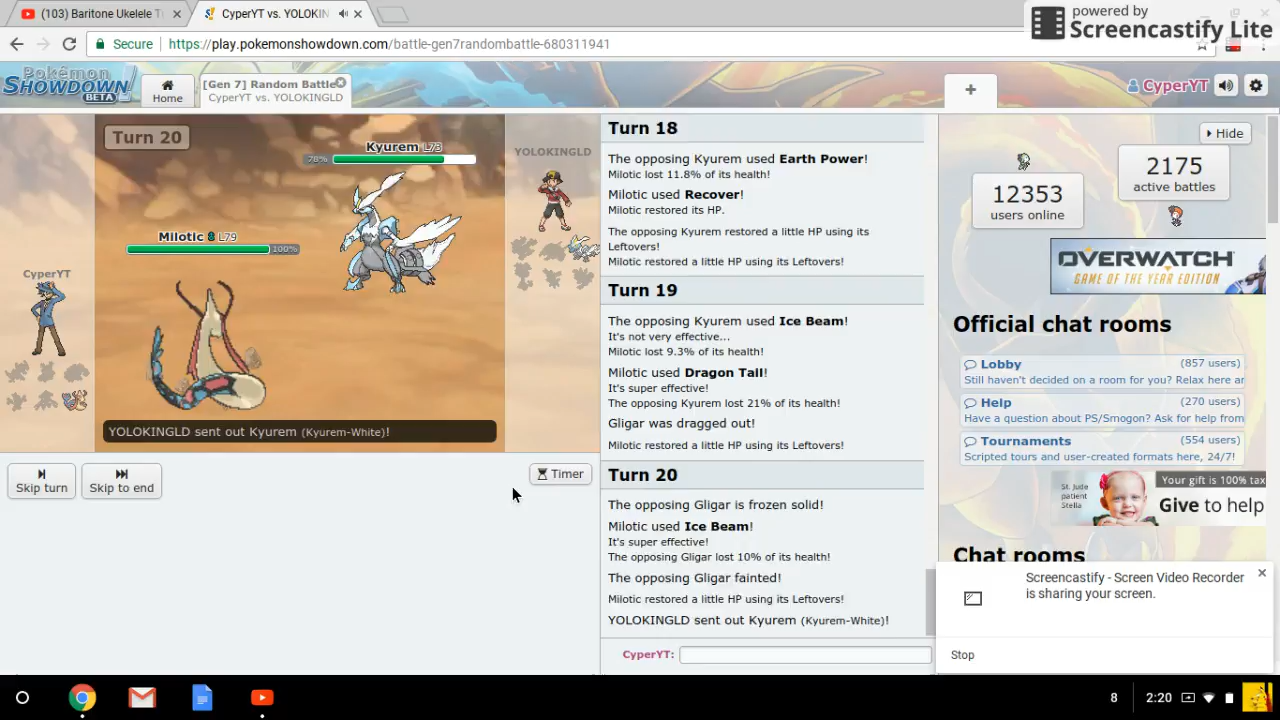 (103) Baritone Ukelele T
CyperYT vs. YOLOKIN
powered by
Screencastify Lite
Secure
https://play.pokemonshowdown.com/battle-gen7randombattle-680311941
Pokémon
SHOWDOWN
BETA
Home
[Gen 7] Random Battle
CyperYT vs. YOLOKINGLD
+
CyperYT
Turn 20
Kyurem L73
78%
Milotic L79
100%
CyperYT
YOLOKINGLD
YOLOKINGLD sent out Kyurem (Kyurem-White)!
Skip turn
Skip to end
Timer
Turn 18
The opposing Kyurem used Earth Power!
Milotic lost 11.8% of its health!
Milotic used Recover!
Milotic restored its HP.
The opposing Kyurem restored a little HP using its
Leftovers!
Milotic restored a little HP using its Leftovers!
Turn 19
The opposing Kyurem used Ice Beam!
It's not very effective...
Milotic lost 9.3% of its health!
Milotic used Dragon Tail!
It's super effective!
The opposing Kyurem lost 21% of its health!
Gligar was dragged out!
Milotic restored a little HP using its Leftovers!
Turn 20
The opposing Gligar is frozen solid!
Milotic used Ice Beam!
It's super effective!
The opposing Gligar lost 10% of its health!
The opposing Gligar fainted!
Milotic restored a little HP using its Leftovers!
YOLOKINGLD sent out Kyurem (Kyurem-White)!
CyperYT:
Hide
12353
users online
2175
active battles
OVERWATCH
GAME OF THE YEAR EDITION
Official chat rooms
Lobby (857 users)
Still haven't decided on a room for you? Relax here ar
Help (270 users)
Have a question about PS/Smogon? Ask for help from
Tournaments (554 users)
Scripted tours and user-created formats here, 24/7!
St. Jude
patient
Stella
Your gift is 100% tax
Give to help
Chat rooms
Screencastify - Screen Video Recorder
is sharing your screen.
Stop
8
2:20